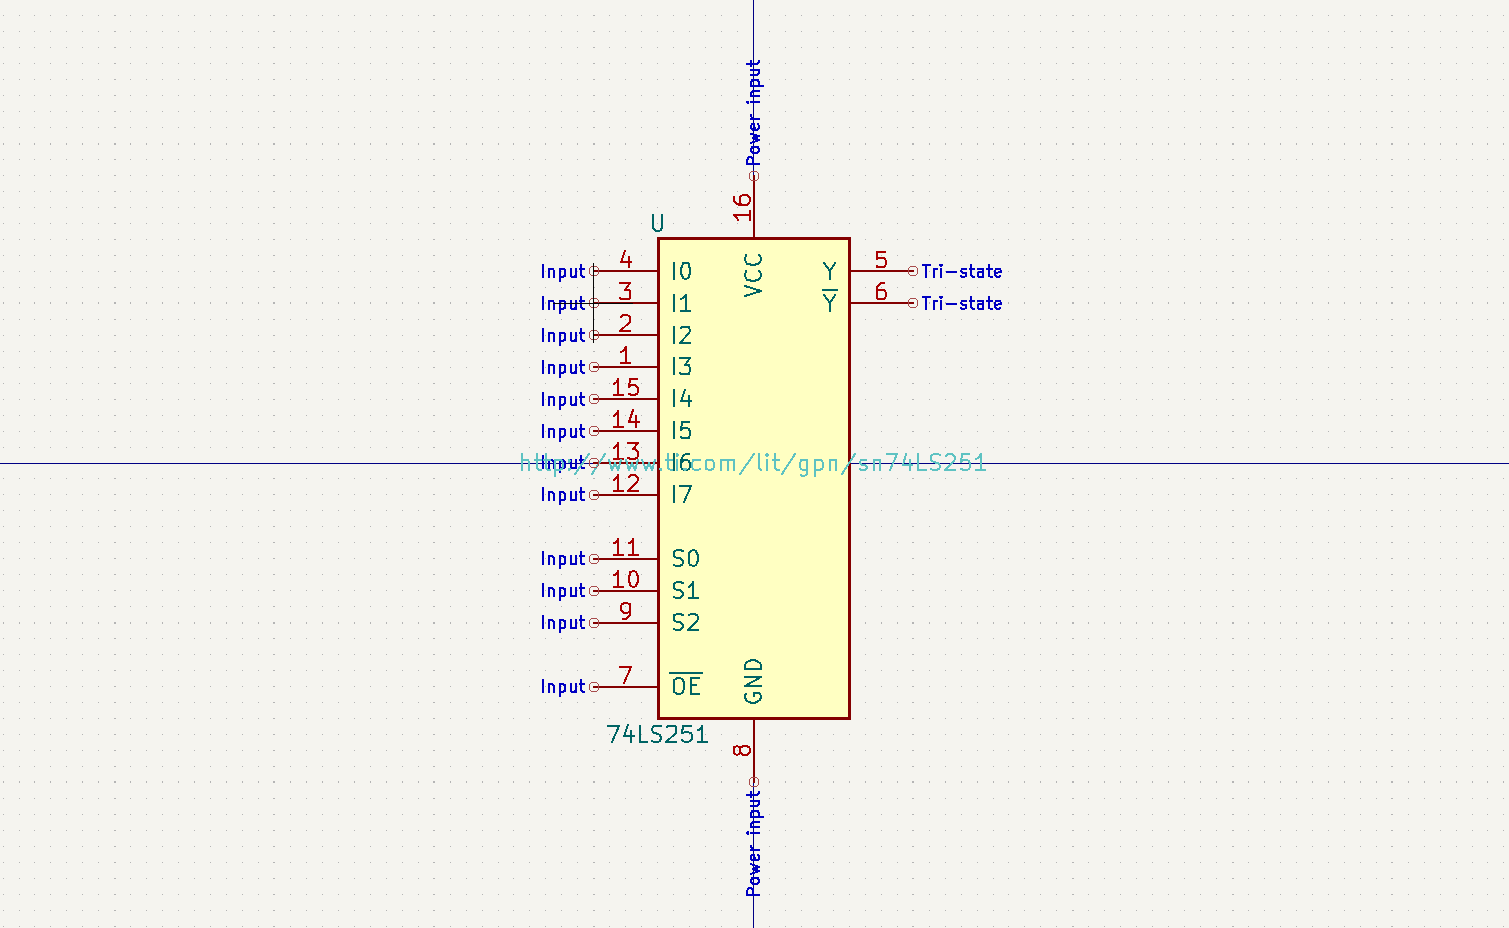 Power input
16
U
VCC
Input 4 I0 Y 5 Tri-state
Input 3 I1 Y 6 Tri-state
Input 2 I2
Input 1 I3
Input 15 I4
Input 14 I5
Input 13 I6
http://www.ti.com/lit/gpn/sn74LS251
Input 12 I7
Input 11 S0
Input 10 S1
Input 9 S2
Input 7 OE
GND
74LS251
8
Power input